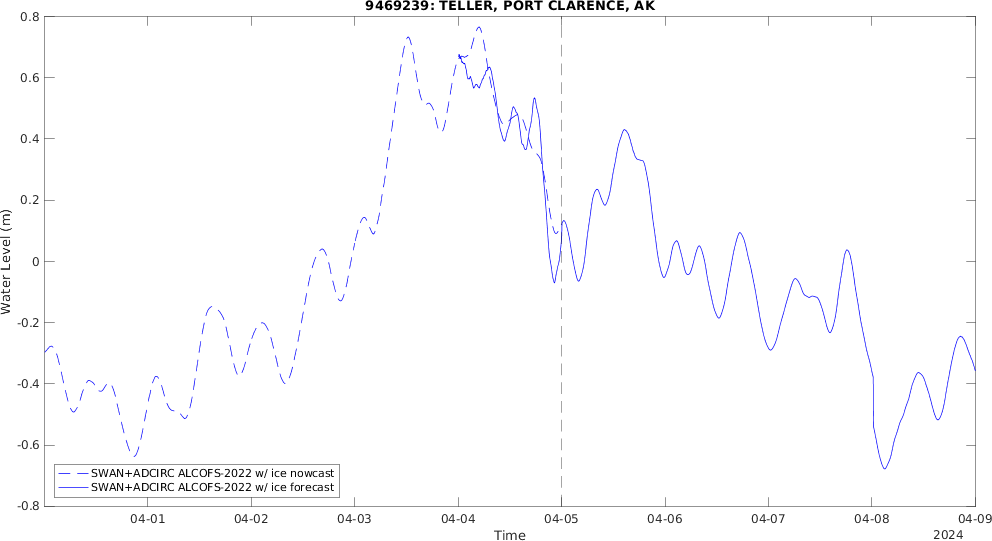 9469239: TELLER, PORT CLARENCE, AK
Water Level (m)
0.8
0.6
0.4
0.2
0
-0.2
-0.4
-0.6
-0.8
SWAN+ADCIRC ALCOFS-2022 w/ ice nowcast
SWAN+ADCIRC ALCOFS-2022 w/ ice forecast
04-01 04-02 04-03 04-04 04-05 04-06 04-07 04-08 04-09
Time
2024